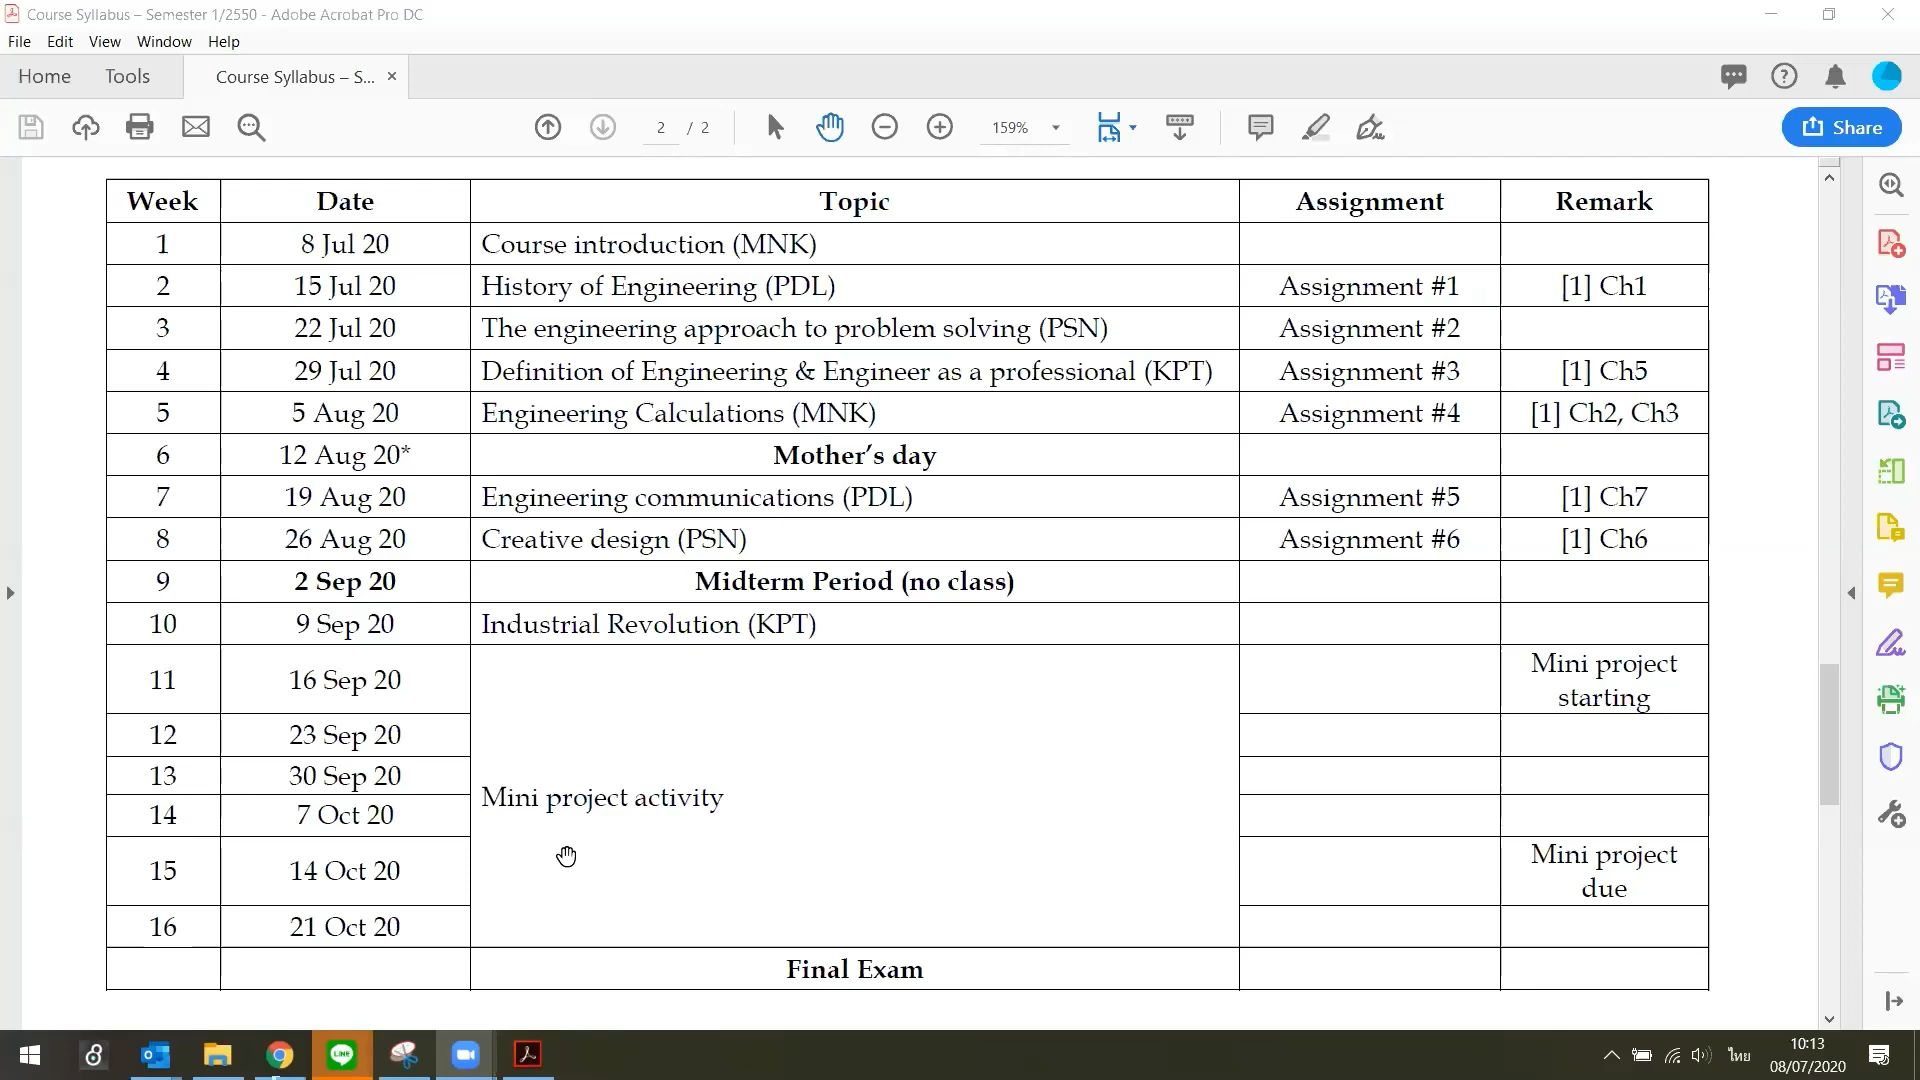 Course Syllabus – Semester 1/2550 - Adobe Acrobat Pro DC
File Edit View Window Help
Home Tools Course Syllabus – S... ×
2 / 2 159% Share
Week Date Topic Assignment Remark
1 8 Jul 20 Course introduction (MNK)
2 15 Jul 20 History of Engineering (PDL) Assignment #1 [1] Ch1
3 22 Jul 20 The engineering approach to problem solving (PSN) Assignment #2
4 29 Jul 20 Definition of Engineering & Engineer as a professional (KPT) Assignment #3 [1] Ch5
5 5 Aug 20 Engineering Calculations (MNK) Assignment #4 [1] Ch2, Ch3
6 12 Aug 20* Mother’s day
7 19 Aug 20 Engineering communications (PDL) Assignment #5 [1] Ch7
8 26 Aug 20 Creative design (PSN) Assignment #6 [1] Ch6
9 2 Sep 20 Midterm Period (no class)
10 9 Sep 20 Industrial Revolution (KPT)
11 16 Sep 20 Mini project starting
12 23 Sep 20
13 30 Sep 20
Mini project activity
14 7 Oct 20
15 14 Oct 20 Mini project due
16 21 Oct 20
Final Exam
LINE
ไทย
10:13
08/07/2020